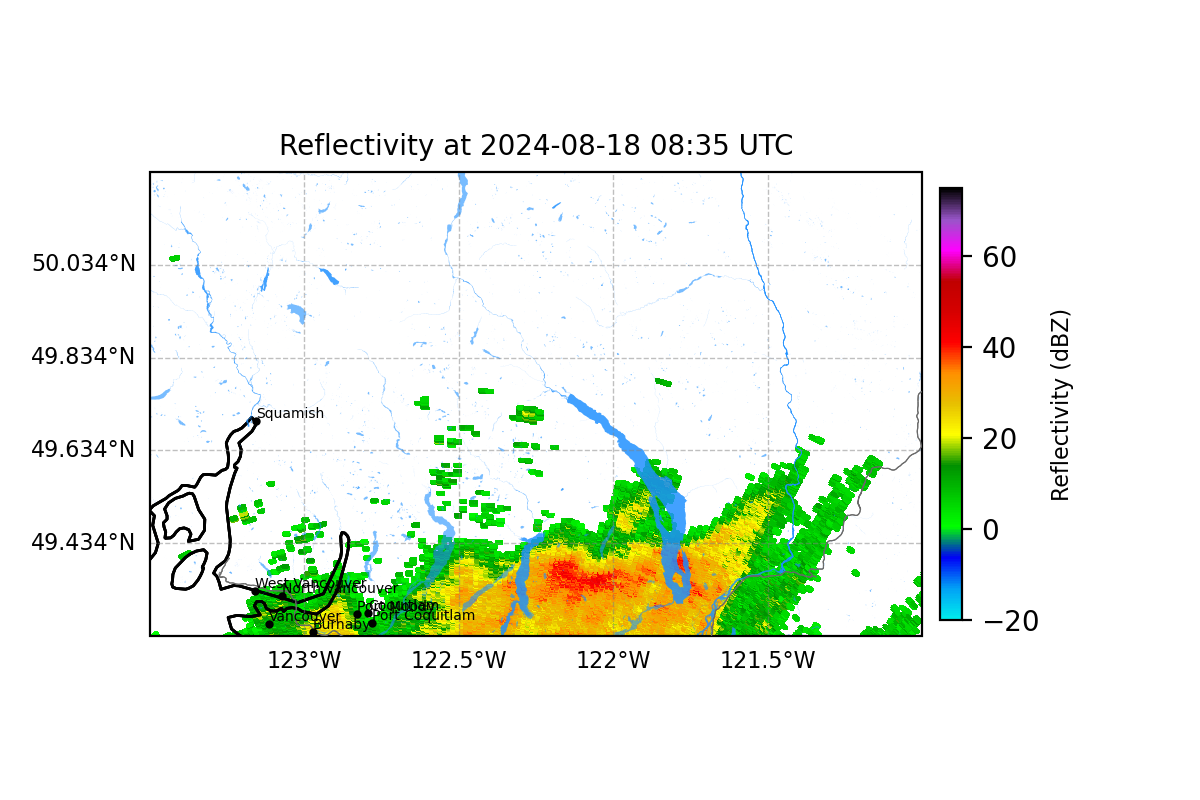 Reflectivity at 2024-08-18 08:35 UTC
50.034°N
49.834°N
49.634°N
49.434°N
123°W
122.5°W
122°W
121.5°W
Squamish
West Vancouver
North Vancouver
Port Moody
Coquitlam
Port Coquitlam
Vancouver
Burnaby
60
40
20
0
−20
Reflectivity (dBZ)